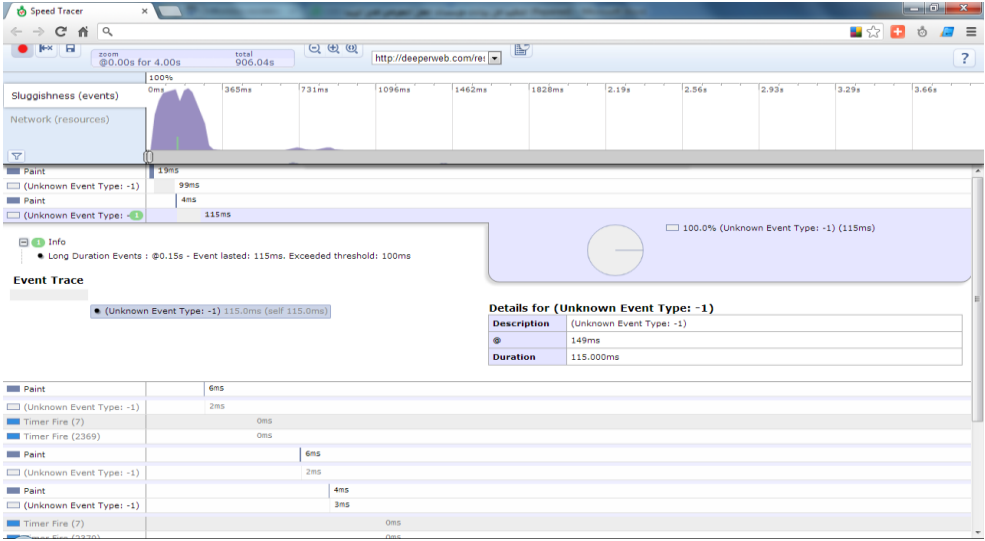 Speed Tracer
zoom
@0.00s for 4.00s
total
906.04s
http://deeperweb.com/re
?
100%
Sluggishness (events)
Network (resources)
0ms 365ms 731ms 1096ms 1462ms 1828ms 2.19s 2.56s 2.93s 3.29s 3.66s
Paint 19ms
(Unknown Event Type: -1) 99ms
Paint 4ms
(Unknown Event Type: - 1 115ms
100.0% (Unknown Event Type: -1) (115ms)
1 Info
Long Duration Events : @0.15s - Event lasted: 115ms. Exceeded threshold: 100ms
Event Trace
(Unknown Event Type: -1) 115.0ms (self 115.0ms)
Details for (Unknown Event Type: -1)
Description (Unknown Event Type: -1)
@ 149ms
Duration 115.000ms
Paint 6ms
(Unknown Event Type: -1) 2ms
Timer Fire (7) 0ms
Timer Fire (2369) 0ms
Paint 6ms
(Unknown Event Type: -1) 2ms
Paint 4ms
(Unknown Event Type: -1) 3ms
Timer Fire (7) 0ms
Timer Fire (2370) 0ms